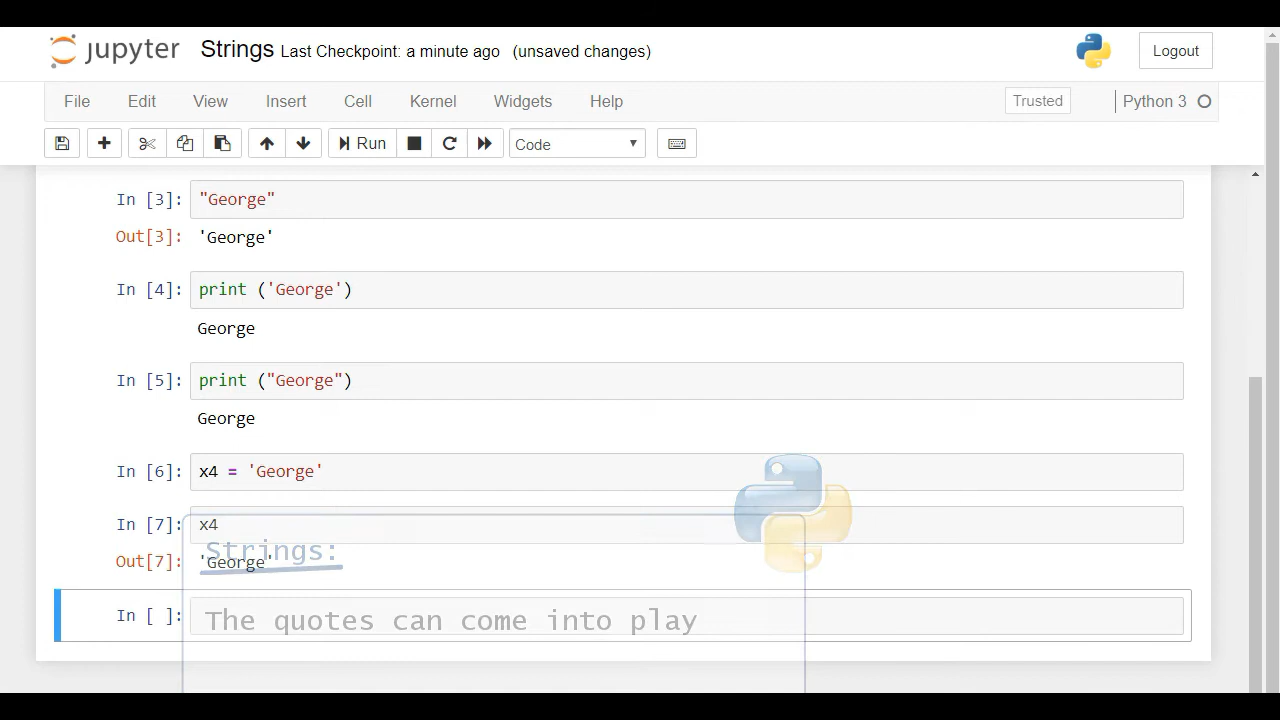 jupyter Strings Last Checkpoint: a minute ago (unsaved changes) Logout
File Edit View Insert Cell Kernel Widgets Help Trusted Python 3
Run Code
In [3]: "George"
Out[3]: 'George'
In [4]: print ('George')
George
In [5]: print ("George")
George
In [6]: x4 = 'George'
In [7]: x4
Strings:
Out[7]: 'George'
In [ ]:
The quotes can come into play